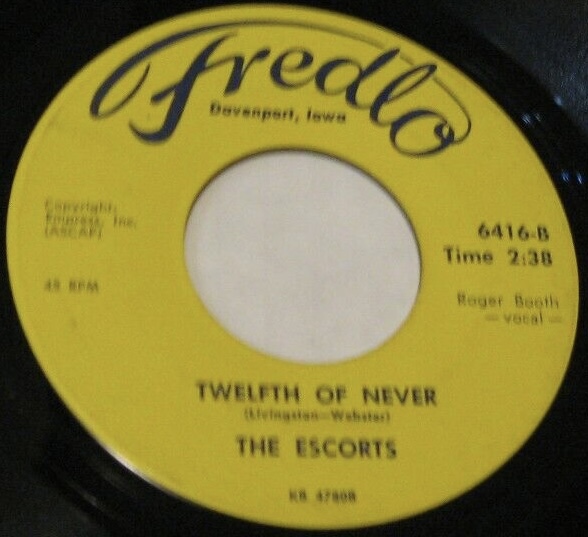 Fredlo
Davenport, Iowa
Copyright:
Empress, Inc.
(ASCAP)
6416-B
Time 2:38
45 RPM
Roger Booth
— vocal —
TWELFTH OF NEVER
(Livingston—Webster)
THE ESCORTS
KB 4780B